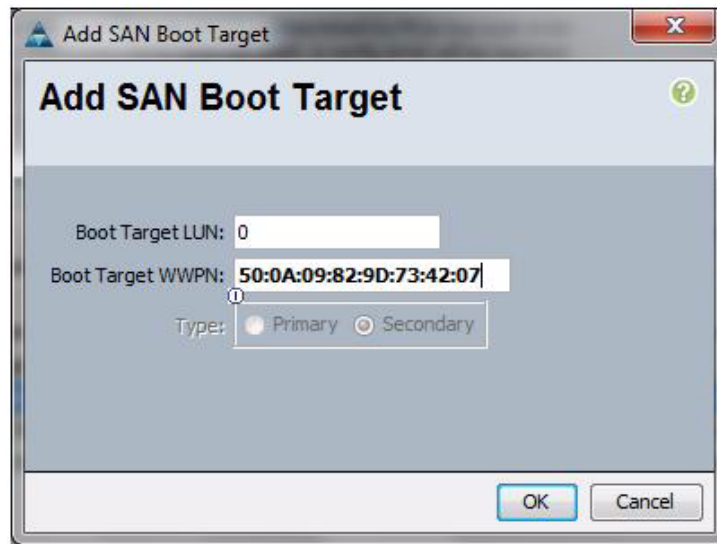 Add SAN Boot Target
Add SAN Boot Target
Boot Target LUN: 0
Boot Target WWPN: 50:0A:09:82:9D:73:42:07
Type: Primary Secondary
OK Cancel